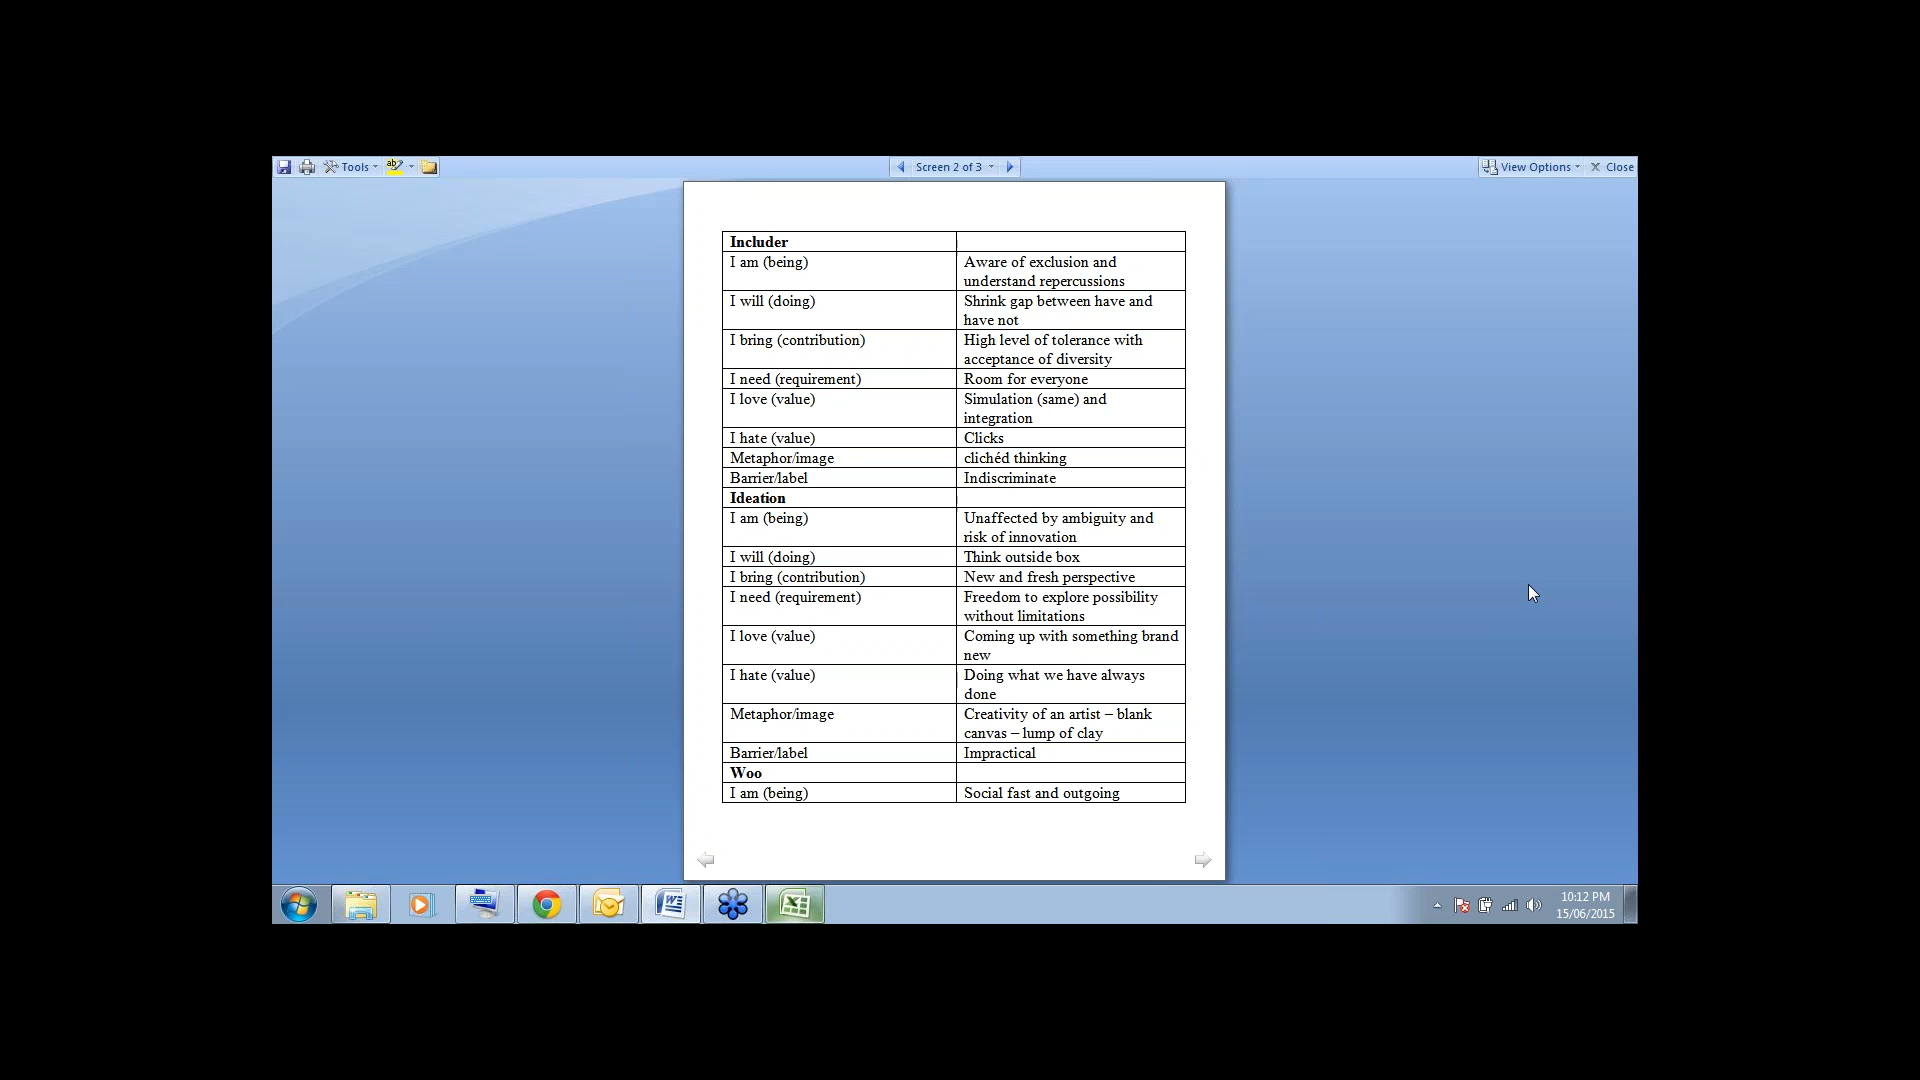 Tools
Screen 2 of 3
View Options
Close
Includer
I am (being)
Aware of exclusion and
understand repercussions
I will (doing)
Shrink gap between have and
have not
I bring (contribution)
High level of tolerance with
acceptance of diversity
I need (requirement)
Room for everyone
I love (value)
Simulation (same) and
integration
I hate (value)
Clicks
Metaphor/image
clichéd thinking
Barrier/label
Indiscriminate
Ideation
I am (being)
Unaffected by ambiguity and
risk of innovation
I will (doing)
Think outside box
I bring (contribution)
New and fresh perspective
I need (requirement)
Freedom to explore possibility
without limitations
I love (value)
Coming up with something brand
new
I hate (value)
Doing what we have always
done
Metaphor/image
Creativity of an artist – blank
canvas – lump of clay
Barrier/label
Impractical
Woo
I am (being)
Social fast and outgoing
10:12 PM
15/06/2015